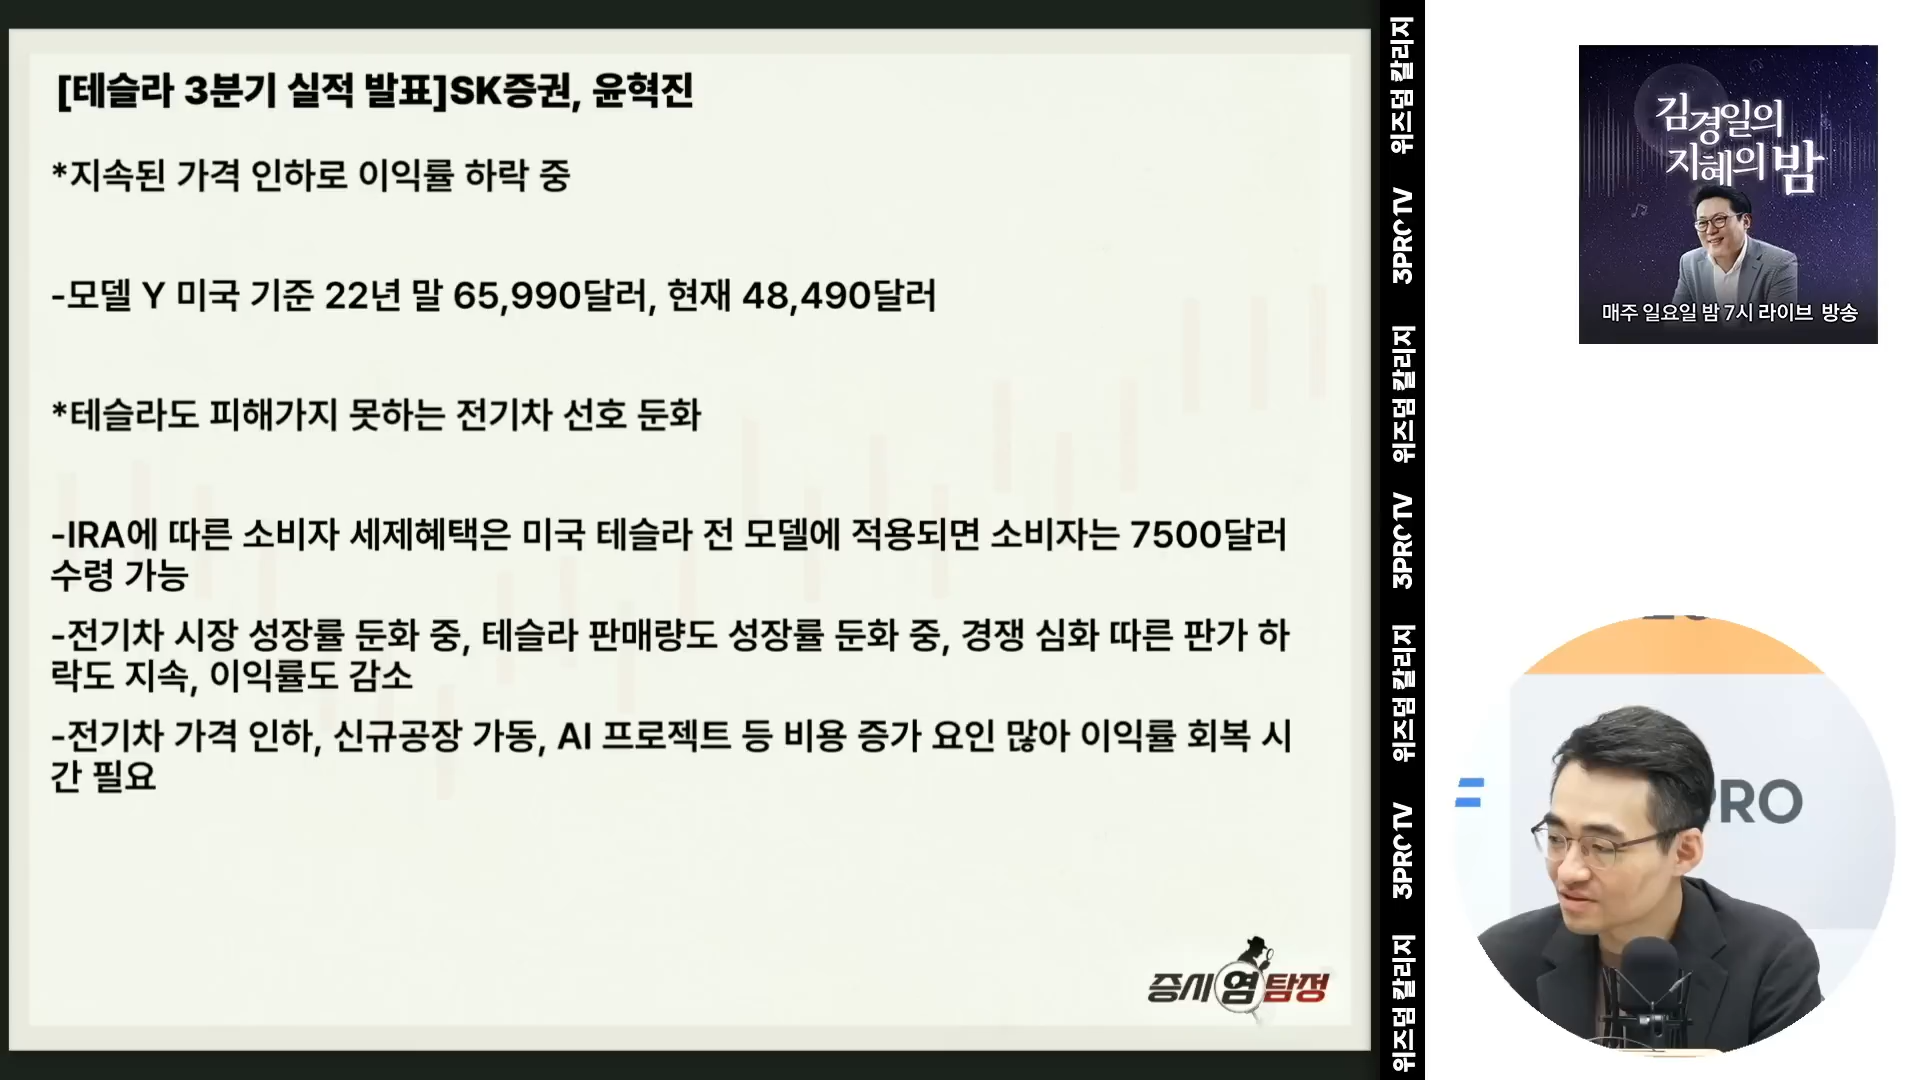 [테슬라 3분기 실적 발표]SK증권, 윤혁진
*지속된 가격 인하로 이익률 하락 중
-모델 Y 미국 기준 22년 말 65,990달러, 현재 48,490달러
*테슬라도 피해가지 못하는 전기차 선호 둔화
-IRA에 따른 소비자 세제혜택은 미국 테슬라 전 모델에 적용되면 소비자는 7500달러
수령 가능
-전기차 시장 성장률 둔화 중, 테슬라 판매량도 성장률 둔화 중, 경쟁 심화 따른 판가 하
락도 지속, 이익률도 감소
-전기차 가격 인하, 신규공장 가동, AI 프로젝트 등 비용 증가 요인 많아 이익률 회복 시
간 필요
증시 염 탐정
위즈덤 칼리지
3PROTV
위즈덤 칼리지
3PROTV
위즈덤 칼리지
3PROTV
위즈덤 칼리지
김경일의
지혜의 밤
매주 일요일 밤 7시 라이브 방송
PRO